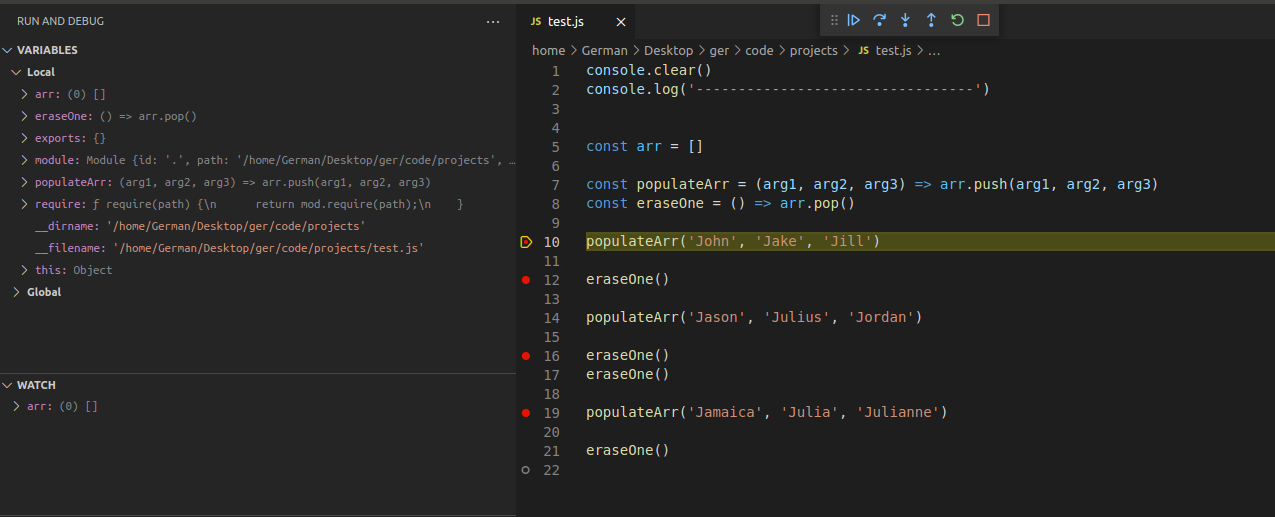 RUN AND DEBUG
...
VARIABLES
Local
arr: (0) []
eraseOne: () => arr.pop()
exports: {}
module: Module {id: '.', path: '/home/German/Desktop/ger/code/projects', …
populateArr: (arg1, arg2, arg3) => arr.push(arg1, arg2, arg3)
require: ƒ require(path) {\n      return mod.require(path);\n    }
__dirname: '/home/German/Desktop/ger/code/projects'
__filename: '/home/German/Desktop/ger/code/projects/test.js'
this: Object
Global
WATCH
arr: (0) []
JS test.js
home > German > Desktop > ger > code > projects > JS test.js > ...
1 console.clear()
2 console.log('---------------------------------')
3
4
5 const arr = []
6
7 const populateArr = (arg1, arg2, arg3) => arr.push(arg1, arg2, arg3)
8 const eraseOne = () => arr.pop()
9
10 populateArr('John', 'Jake', 'Jill')
11
12 eraseOne()
13
14 populateArr('Jason', 'Julius', 'Jordan')
15
16 eraseOne()
17 eraseOne()
18
19 populateArr('Jamaica', 'Julia', 'Julianne')
20
21 eraseOne()
22